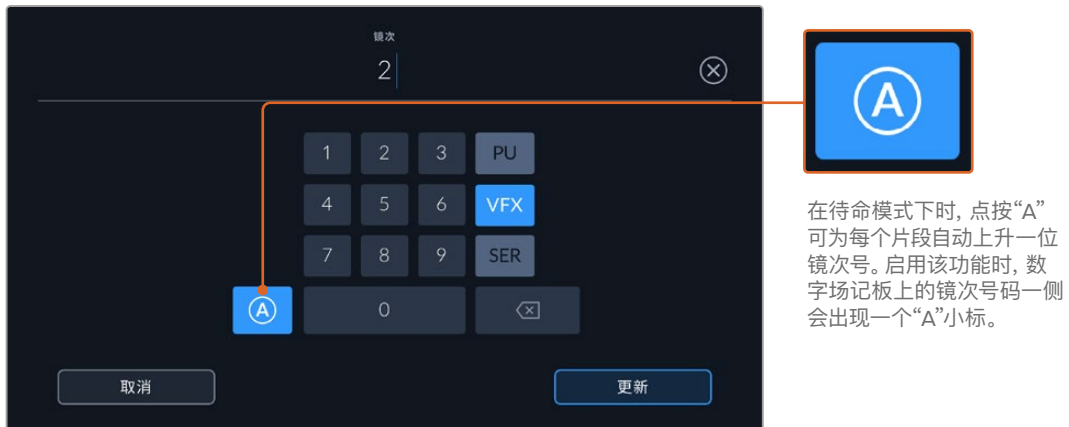 镜次
2
1 2 3 PU
4 5 6 VFX
7 8 9 SER
A 0
取消 更新
A
在待命模式下时, 点按“A”
可为每个片段自动上升一位
镜次号。启用该功能时, 数
字场记板上的镜次号码一侧
会出现一个“A”小标。